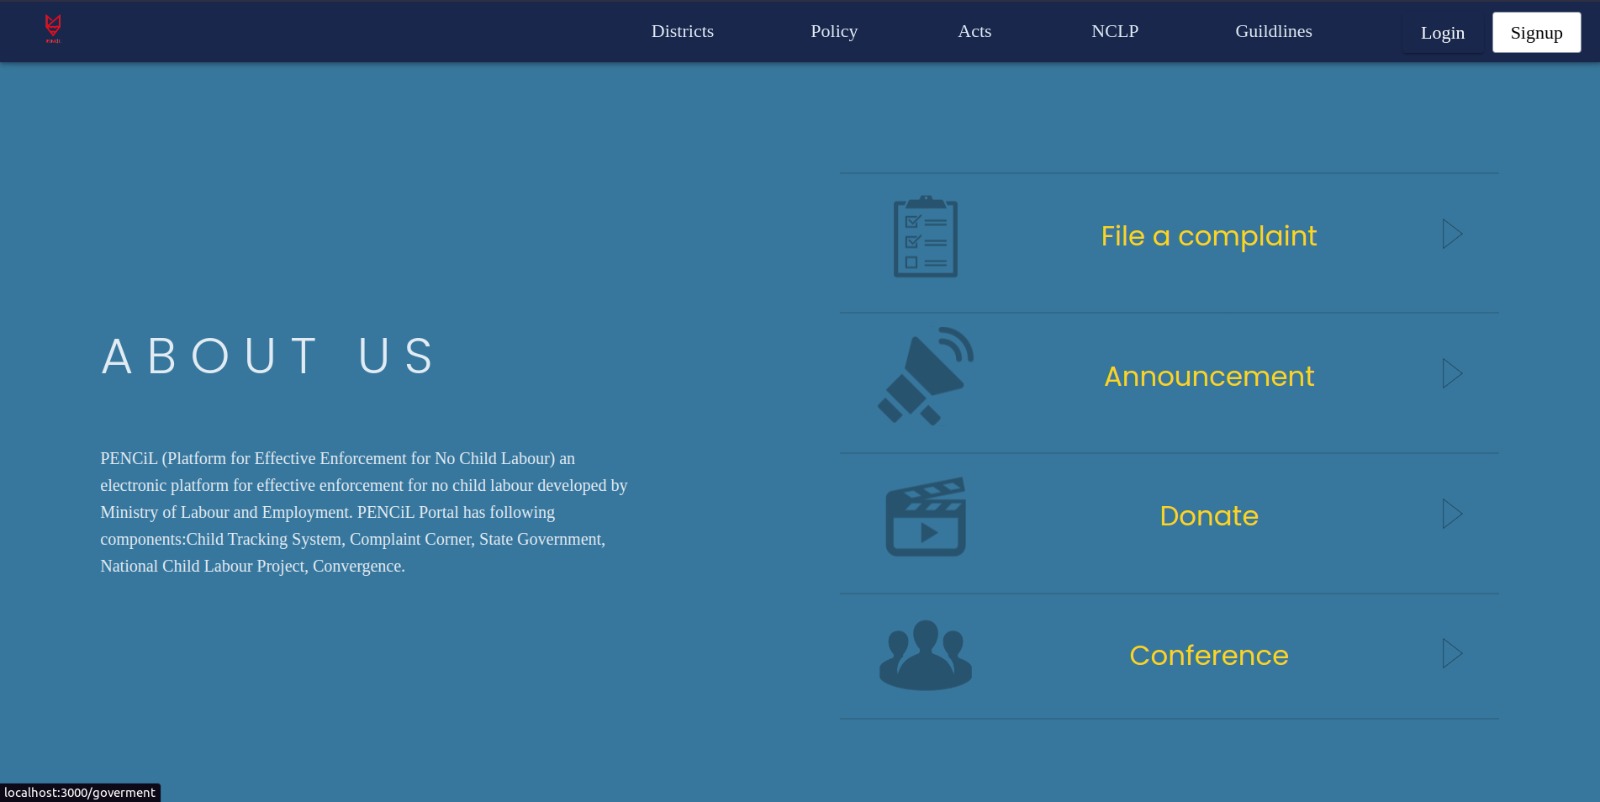 PENCIL
Districts Policy Acts NCLP Guildlines Login Signup
File a complaint
Announcement
Donate
Conference
ABOUT US
PENCiL (Platform for Effective Enforcement for No Child Labour) an
electronic platform for effective enforcement for no child labour developed by
Ministry of Labour and Employment. PENCiL Portal has following
components:Child Tracking System, Complaint Corner, State Government,
National Child Labour Project, Convergence.
localhost:3000/goverment